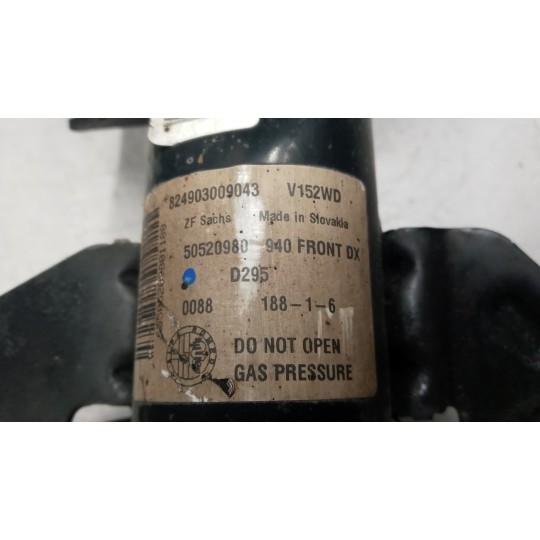 824903009043 V152WD
ZF Sachs Made in Slovakia
50520980 940 FRONT DX
D295
0088 188-1-6
DO NOT OPEN
GAS PRESSURE